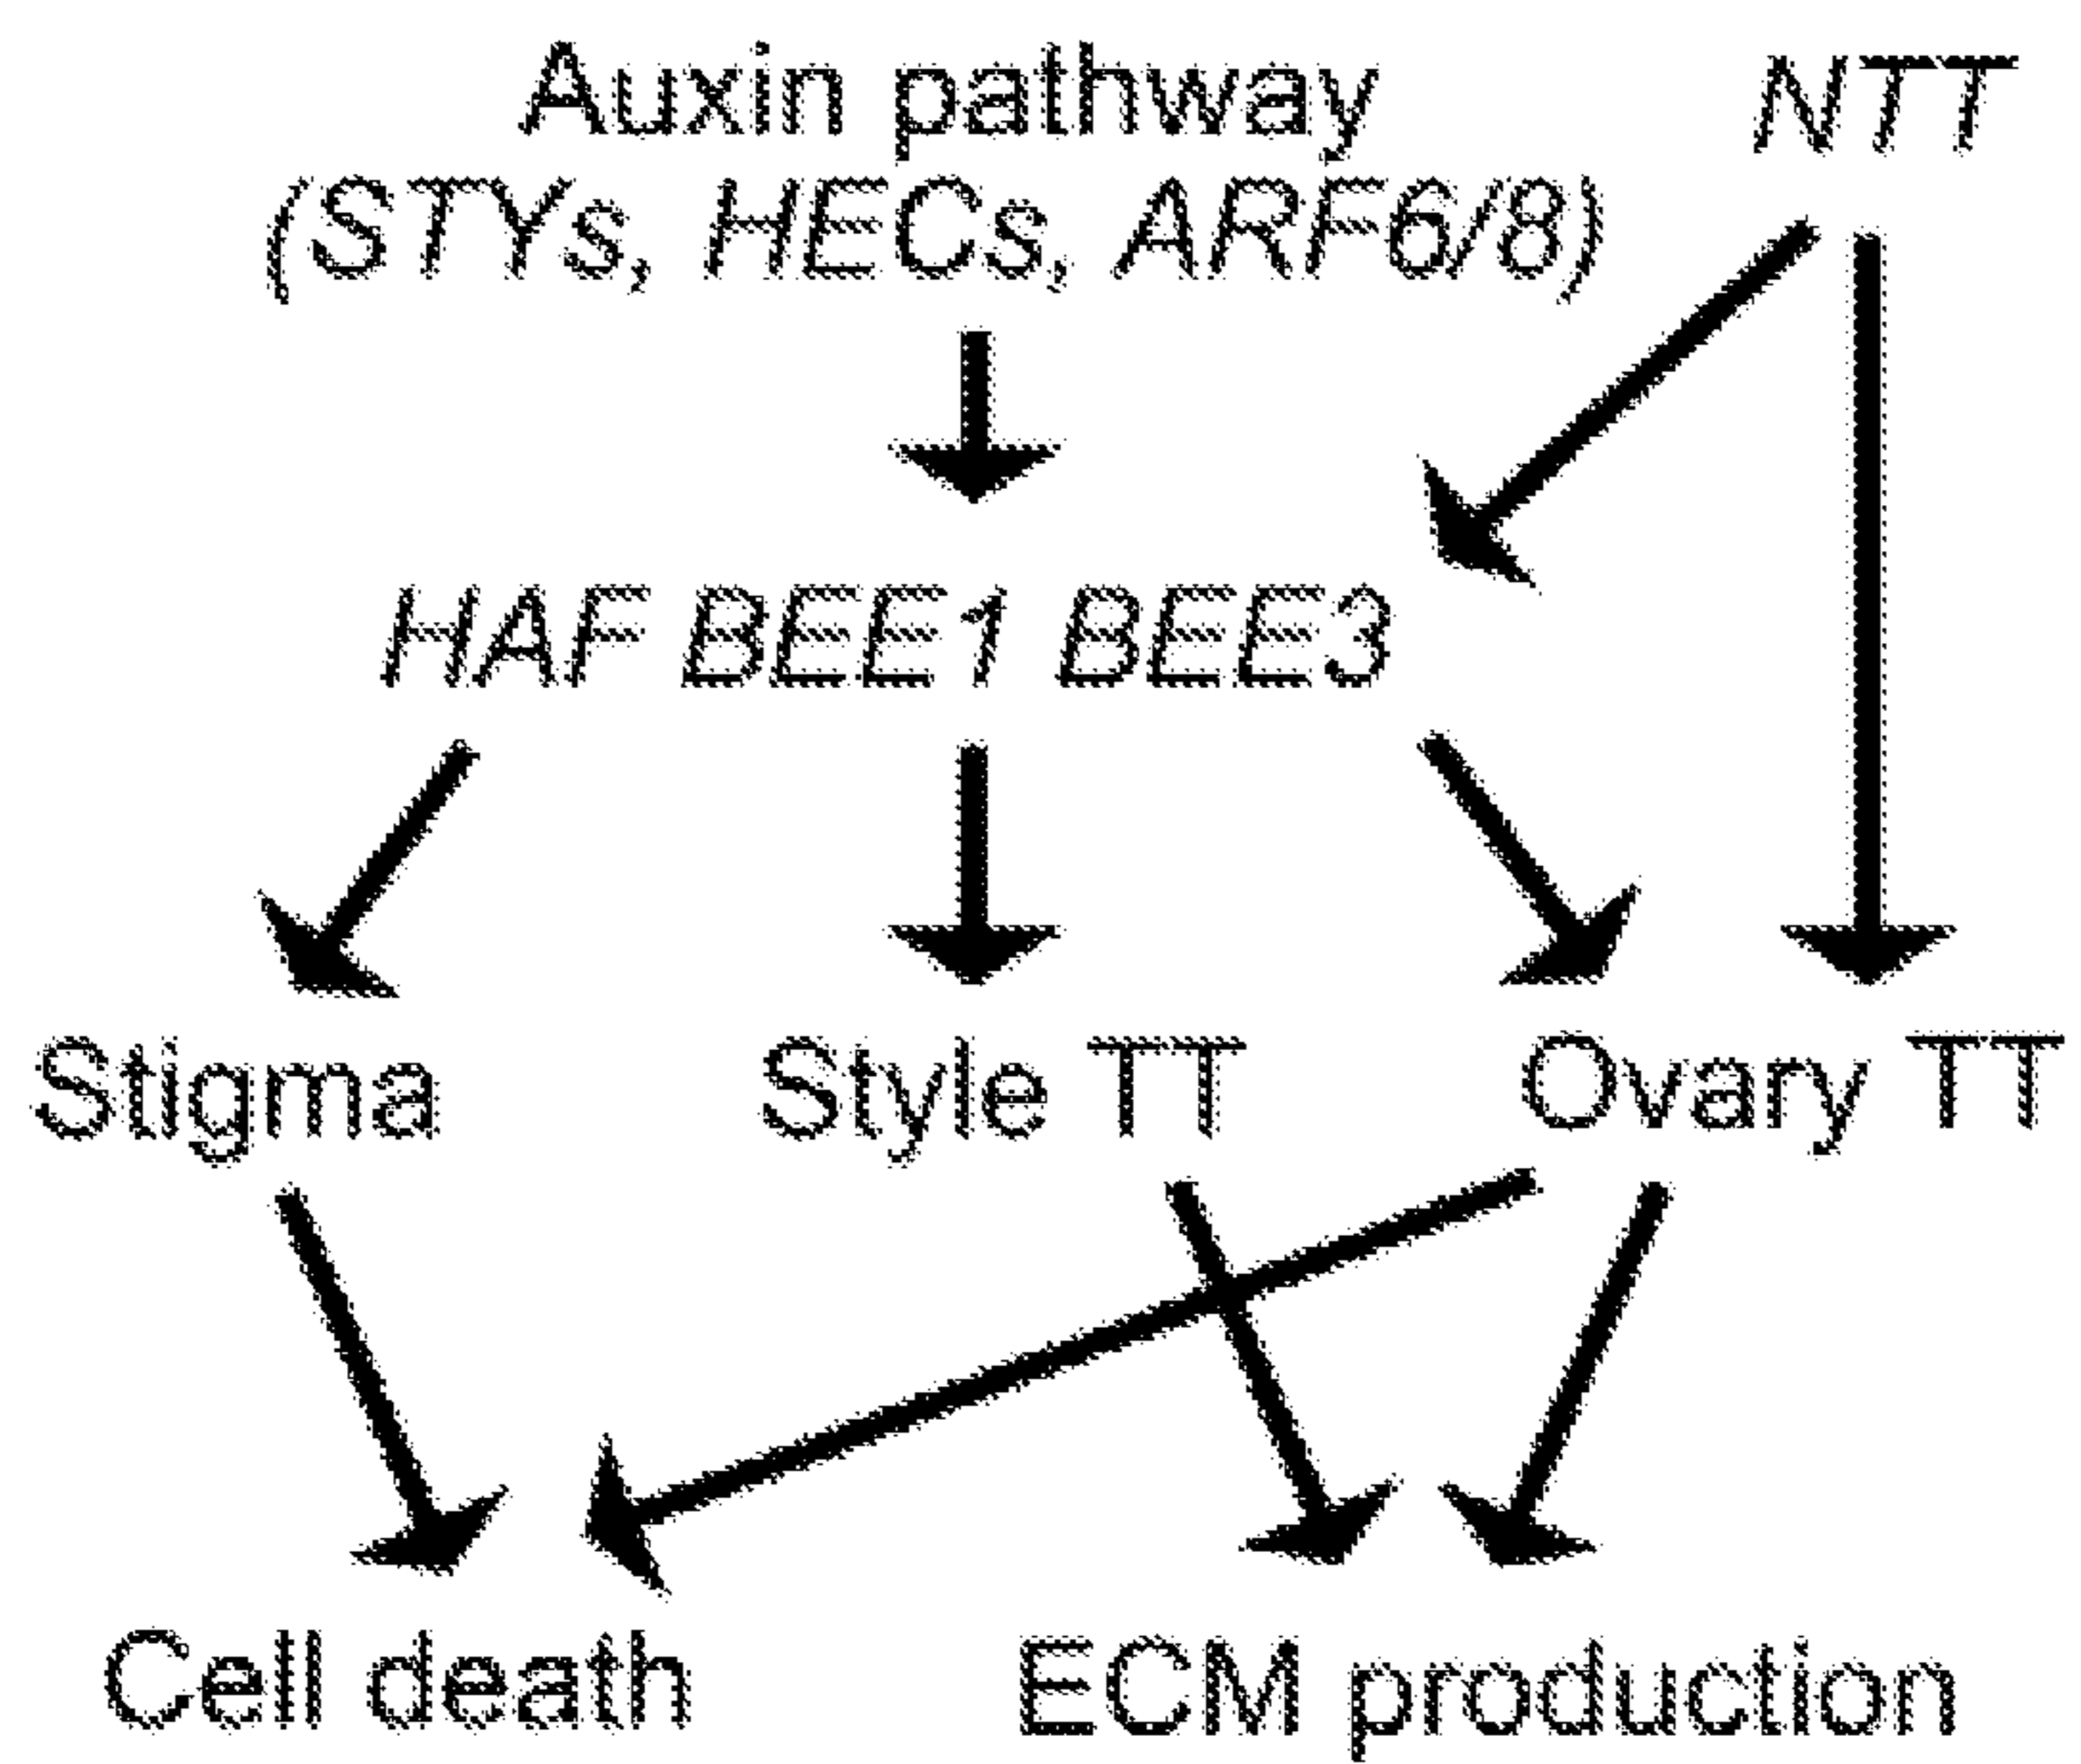 Auxin pathway NTT
(STYs, HECs, ARF6/8)
HAF BEE1 BEE3
Stigma Style TT Ovary TT
Cell death ECM production